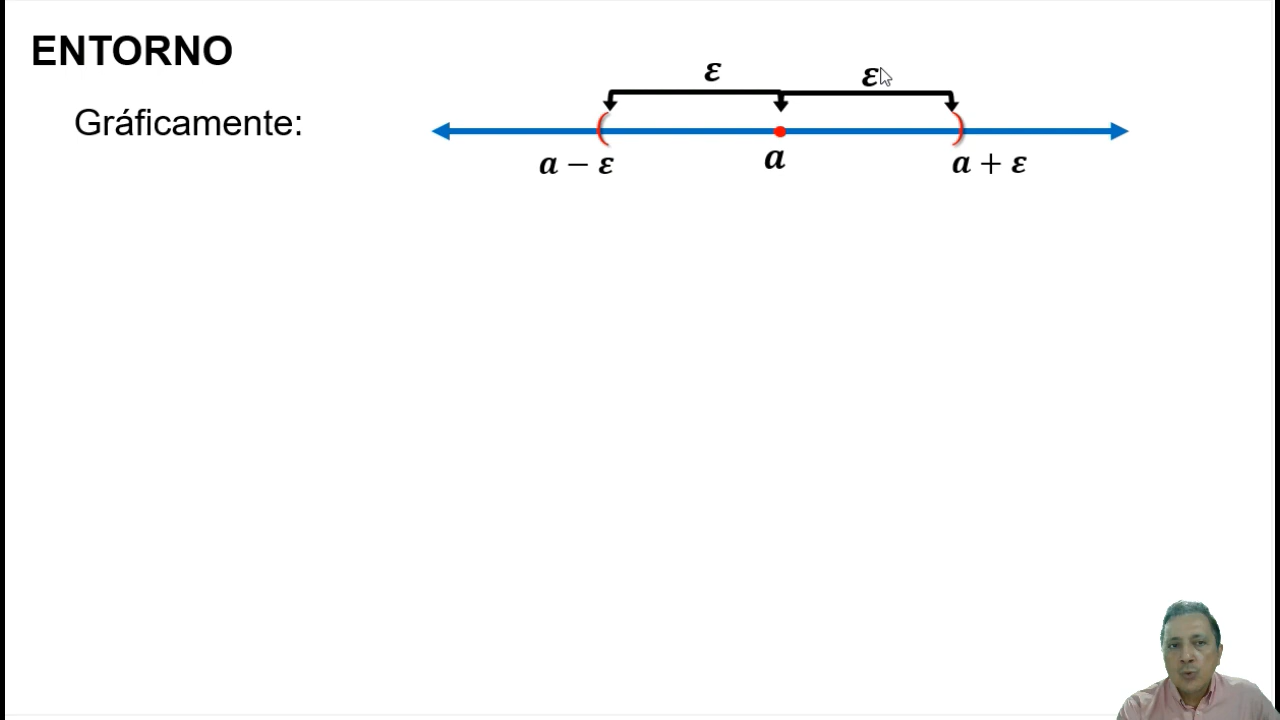 ENTORNO
Gráficamente:
ε ε
( )
a − ε a a + ε